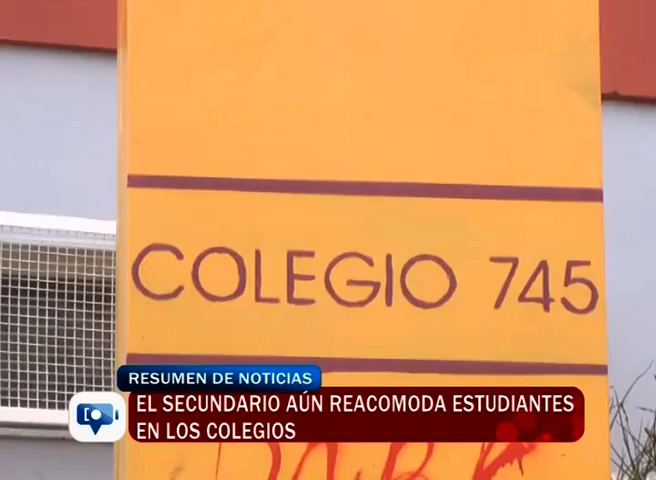 COLEGIO 745
RESUMEN DE NOTICIAS
EL SECUNDARIO AÚN REACOMODA ESTUDIANTES
EN LOS COLEGIOS